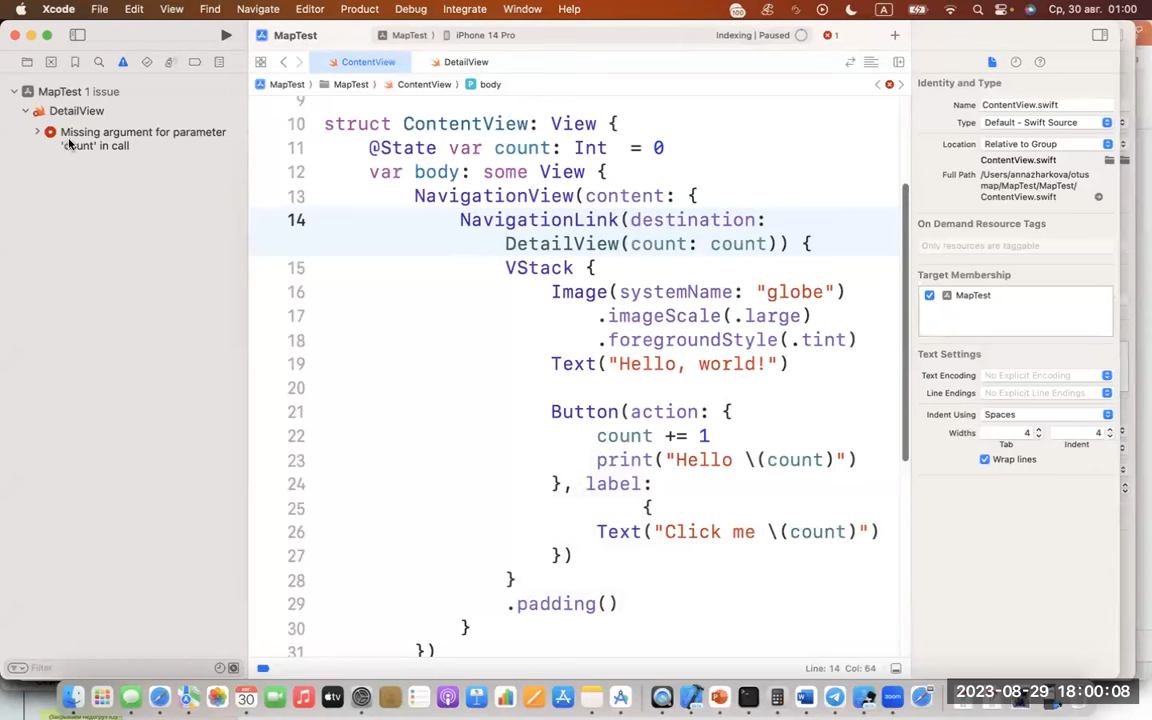 Xcode File Edit View Find Navigate Editor Product Debug Integrate Window Help
100 A Ср, 30 авг. 01:00
MapTest MapTest iPhone 14 Pro Indexing | Paused 1
ContentView DetailView
MapTest MapTest ContentView body
MapTest 1 issue
DetailView
Missing argument for parameter
'count' in call
9
10 struct ContentView: View {
11 @State var count: Int = 0
12 var body: some View {
13 NavigationView(content: {
14 NavigationLink(destination:
DetailView(count: count)) {
15 VStack {
16 Image(systemName: "globe")
17 .imageScale(.large)
18 .foregroundStyle(.tint)
19 Text("Hello, world!")
20
21 Button(action: {
22 count += 1
23 print("Hello \(count)")
24 }, label:
25 {
26 Text("Click me \(count)")
27 })
28 }
29 .padding()
30 }
31 })
Line: 14 Col: 64
Filter
Identity and Type
Name ContentView.swift
Type Default - Swift Source
Location Relative to Group
ContentView.swift
Full Path /Users/annazharkova/otus
map/MapTest/MapTest/
ContentView.swift
On Demand Resource Tags
Only resources are taggable
Target Membership
MapTest
Text Settings
Text Encoding No Explicit Encoding
Line Endings No Explicit Line Endings
Indent Using Spaces
Widths 4 4
Tab Indent
Wrap lines
АВГ.
30
tv
zoom
2023-08-29 18:00:08